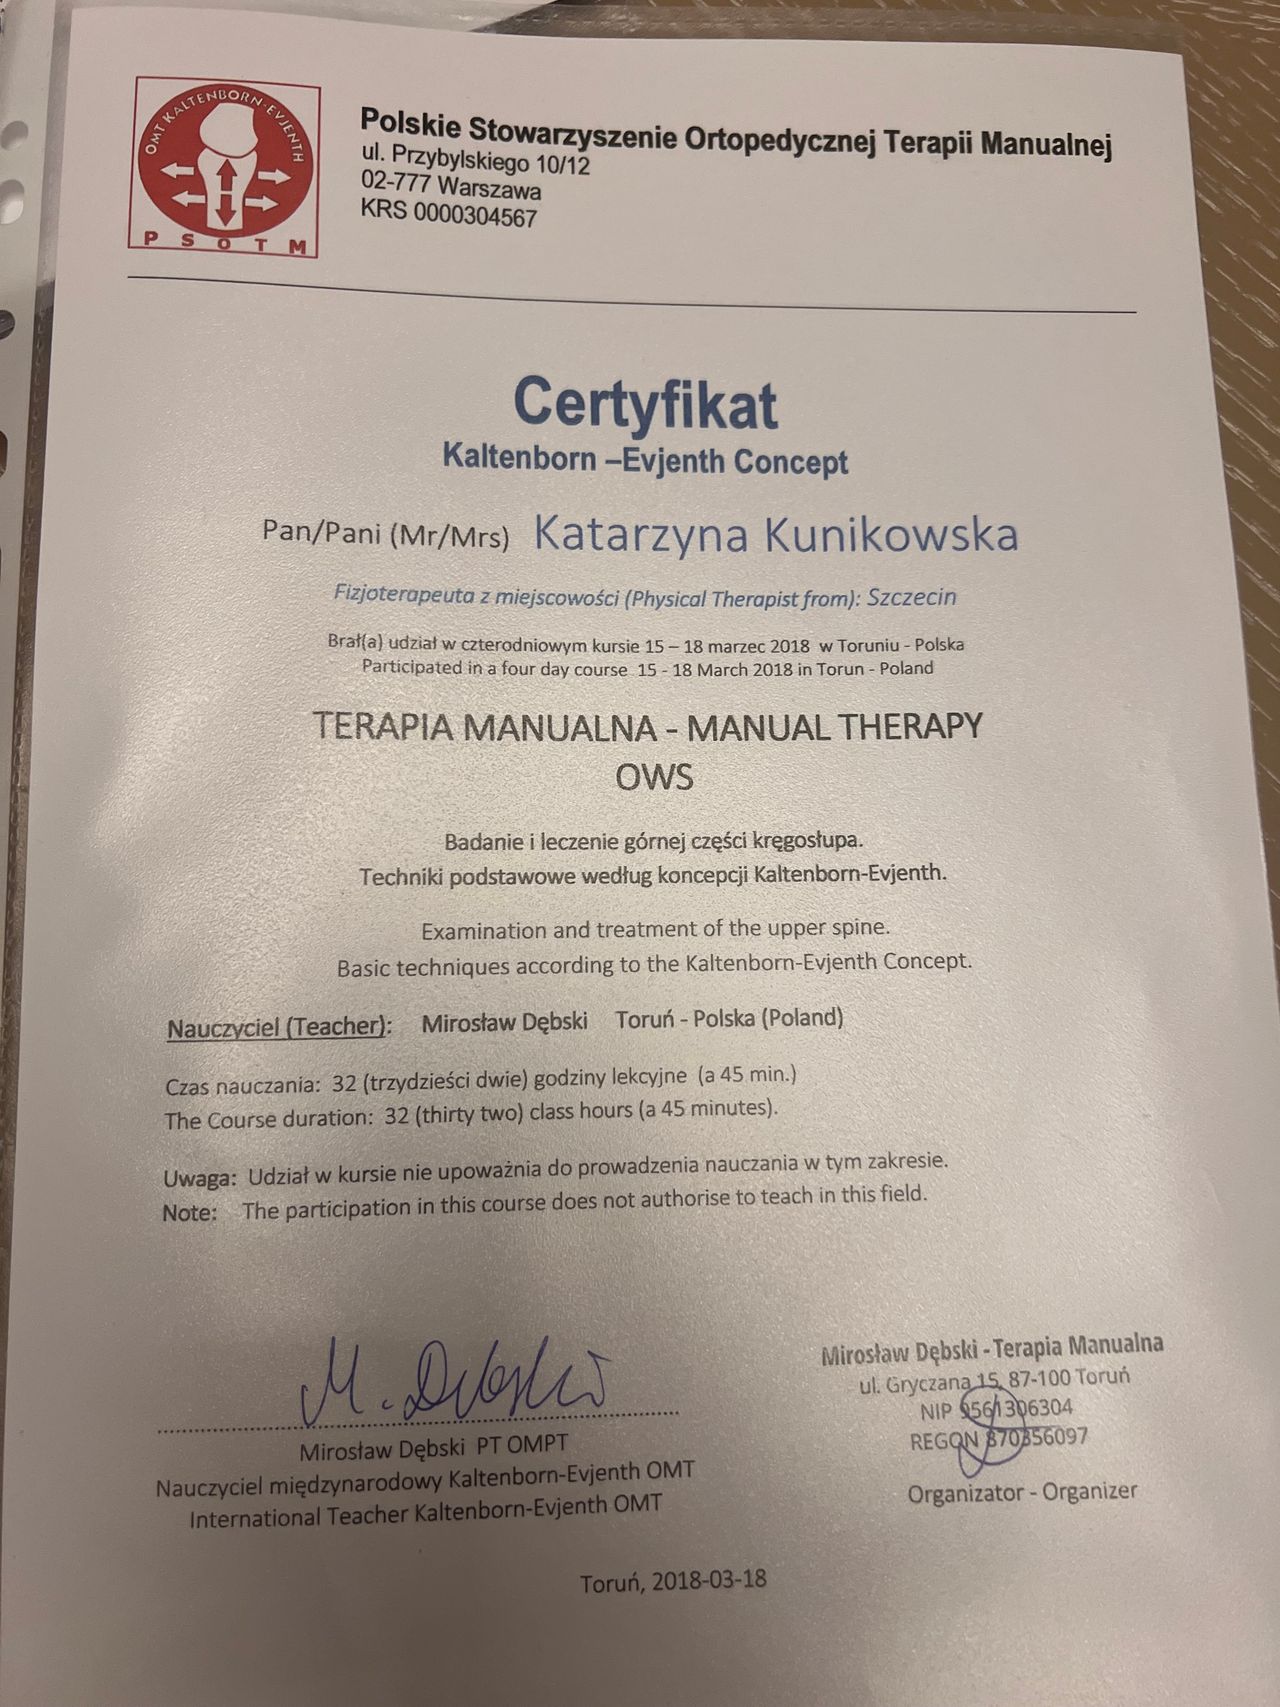 OMT KALTENBORN-EVJENTH
P S O T M
Polskie Stowarzyszenie Ortopedycznej Terapii Manualnej
ul. Przybylskiego 10/12
02-777 Warszawa
KRS 0000304567
Certyfikat
Kaltenborn –Evjenth Concept
Pan/Pani (Mr/Mrs) Katarzyna Kunikowska
Fizjoterapeuta z miejscowości (Physical Therapist from): Szczecin
Brał(a) udział w czterodniowym kursie 15 – 18 marzec 2018 w Toruniu - Polska
Participated in a four day course 15 - 18 March 2018 in Torun - Poland
TERAPIA MANUALNA - MANUAL THERAPY
OWS
Badanie i leczenie górnej części kręgosłupa.
Techniki podstawowe według koncepcji Kaltenborn-Evjenth.
Examination and treatment of the upper spine.
Basic techniques according to the Kaltenborn-Evjenth Concept.
Nauczyciel (Teacher): Mirosław Dębski Toruń - Polska (Poland)
Czas nauczania: 32 (trzydzieści dwie) godziny lekcyjne (a 45 min.)
The Course duration: 32 (thirty two) class hours (a 45 minutes).
Uwaga: Udział w kursie nie upoważnia do prowadzenia nauczania w tym zakresie.
Note: The participation in this course does not authorise to teach in this field.
M. Dębski
Mirosław Dębski PT OMPT
Nauczyciel międzynarodowy Kaltenborn-Evjenth OMT
International Teacher Kaltenborn-Evjenth OMT
Mirosław Dębski - Terapia Manualna
ul. Gryczana 15, 87-100 Toruń
NIP 9561306304
REGON 870356097
Organizator - Organizer
Toruń, 2018-03-18